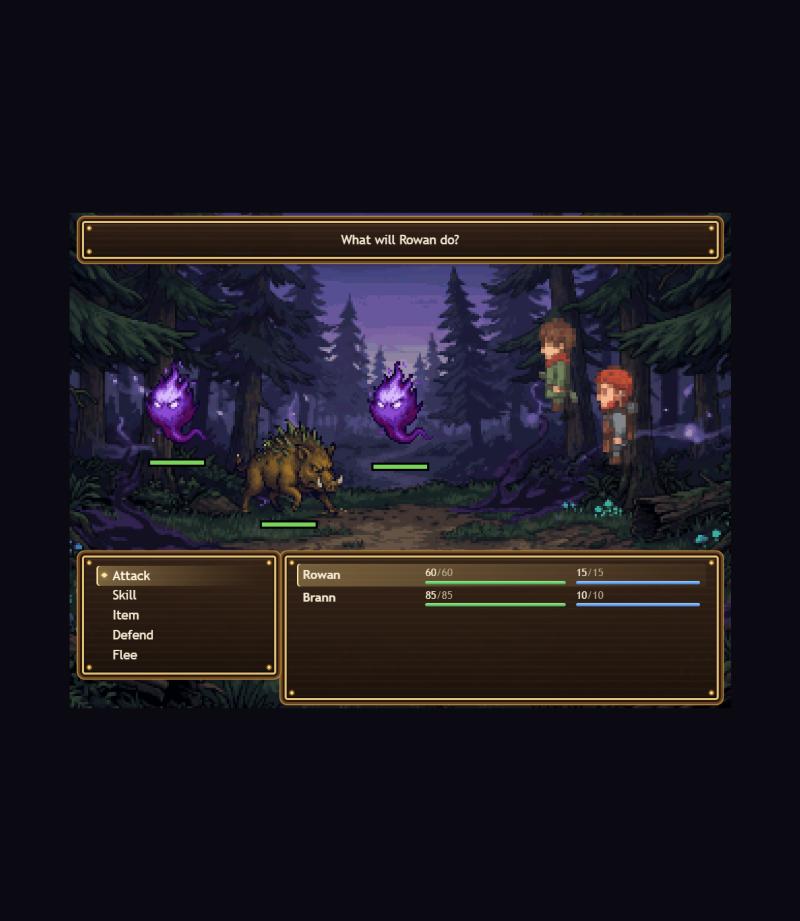 What will Rowan do?
Attack
Skill
Item
Defend
Flee
Rowan 60/60 15/15
Brann 85/85 10/10